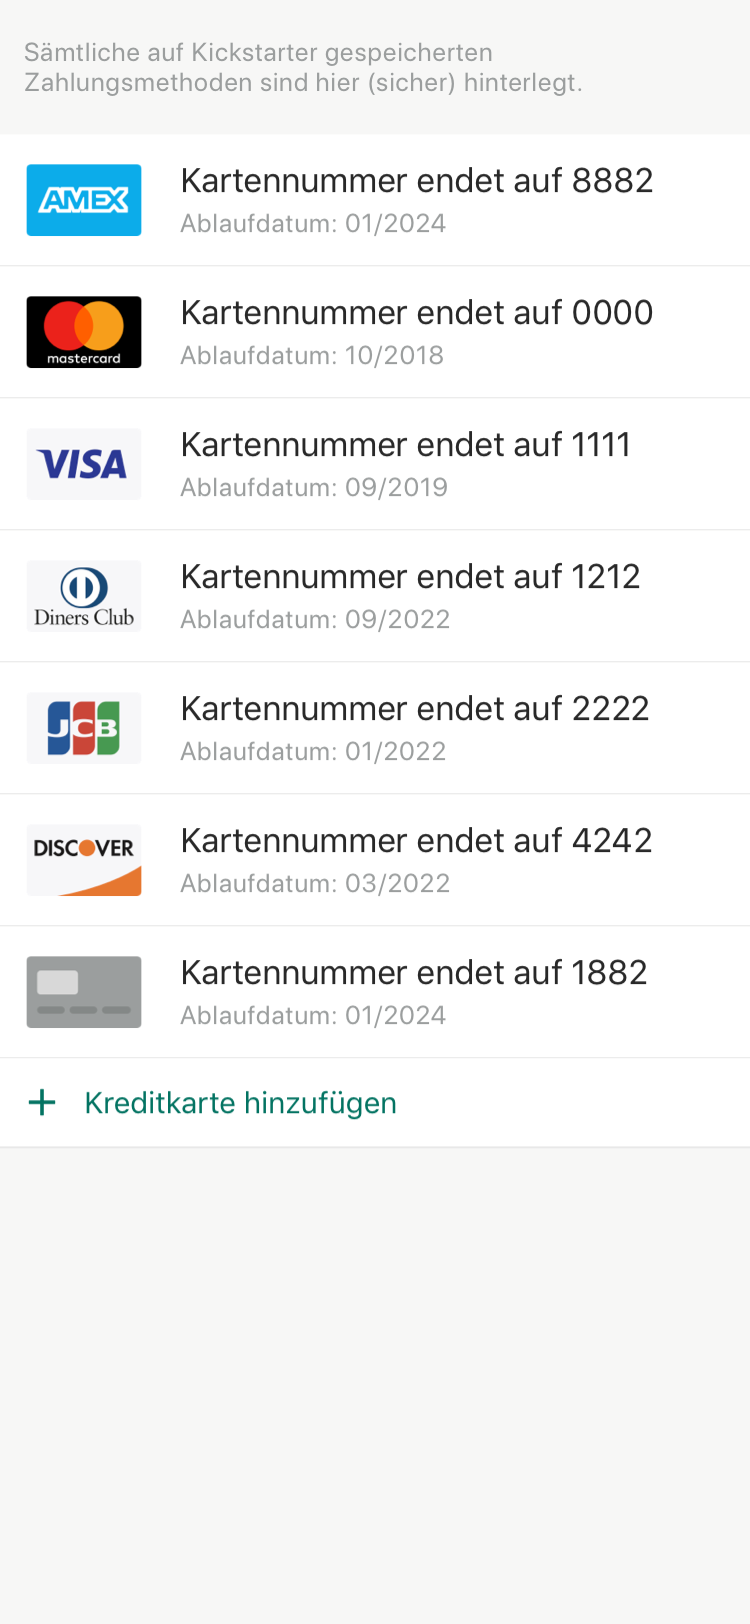 Sämtliche auf Kickstarter gespeicherten
Zahlungsmethoden sind hier (sicher) hinterlegt.
AMEX
Kartennummer endet auf 8882
Ablaufdatum: 01/2024
mastercard
Kartennummer endet auf 0000
Ablaufdatum: 10/2018
VISA
Kartennummer endet auf 1111
Ablaufdatum: 09/2019
Diners Club
Kartennummer endet auf 1212
Ablaufdatum: 09/2022
JCB
Kartennummer endet auf 2222
Ablaufdatum: 01/2022
DISCOVER
Kartennummer endet auf 4242
Ablaufdatum: 03/2022
Kartennummer endet auf 1882
Ablaufdatum: 01/2024
+ Kreditkarte hinzufügen